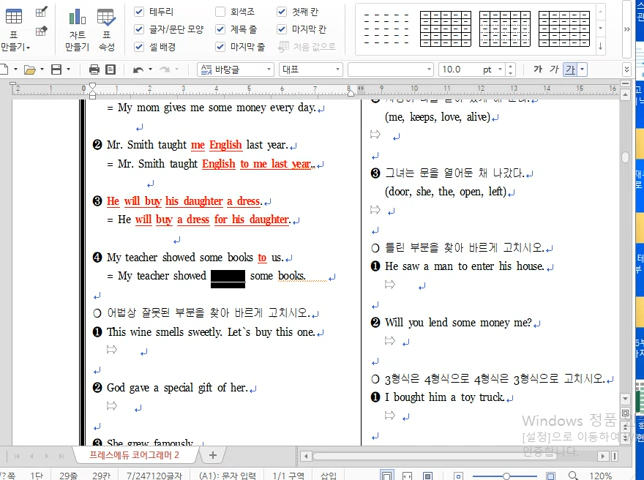 표
만들기
차트
만들기
표
속성
테두리
글자/문단 모양
셀 배경
회색조
제목 줄
마지막 줄
첫째 칸
마지막 칸
처음 값으로
바탕글
대표
10.0
pt
가
가
가
= My mom gives me some money every day.
❷ Mr. Smith taught me English last year.
= Mr. Smith taught English to me last year..
❸ He will buy his daughter a dress.
= He will buy a dress for his daughter.
❹ My teacher showed some books to us.
= My teacher showed some books.
○ 어법상 잘못된 부분을 찾아 바르게 고치시오.
❶ This wine smells sweetly. Let`s buy this one.
⇨
❷ God gave a special gift of her.
⇨
❸ She grew famously.
(me, keeps, love, alive)
⇨
❸ 그녀는 문을 열어둔 채 나갔다.
(door, she, the, open, left)
⇨
○ 틀린 부분을 찾아 바르게 고치시오.
❶ He saw a man to enter his house.
⇨
❷ Will you lend some money me?
⇨
○ 3형식은 4형식으로 4형식은 3형식으로 고치시오.
❶ I bought him a toy truck.
⇨
Windows 정품
[설정]으로 이동하여
인증합니다.
프레스에듀 코어그래머 2
1단
29줄
29칸
7/247120글자
(A1): 문자 입력
1/1 구역
삽입
120%